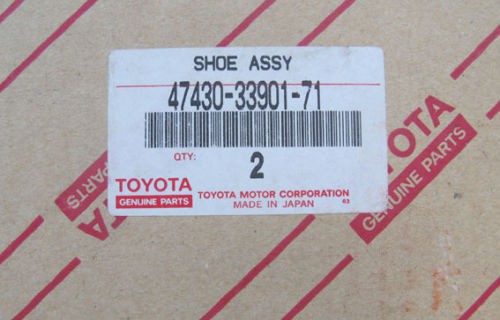 SHOE ASSY
47430-33901-71
QTY: 2
TOYOTA
GENUINE PARTS
TOYOTA MOTOR CORPORATION
MADE IN JAPAN 63
TOYOTA
GENUINE PARTS
PARTS